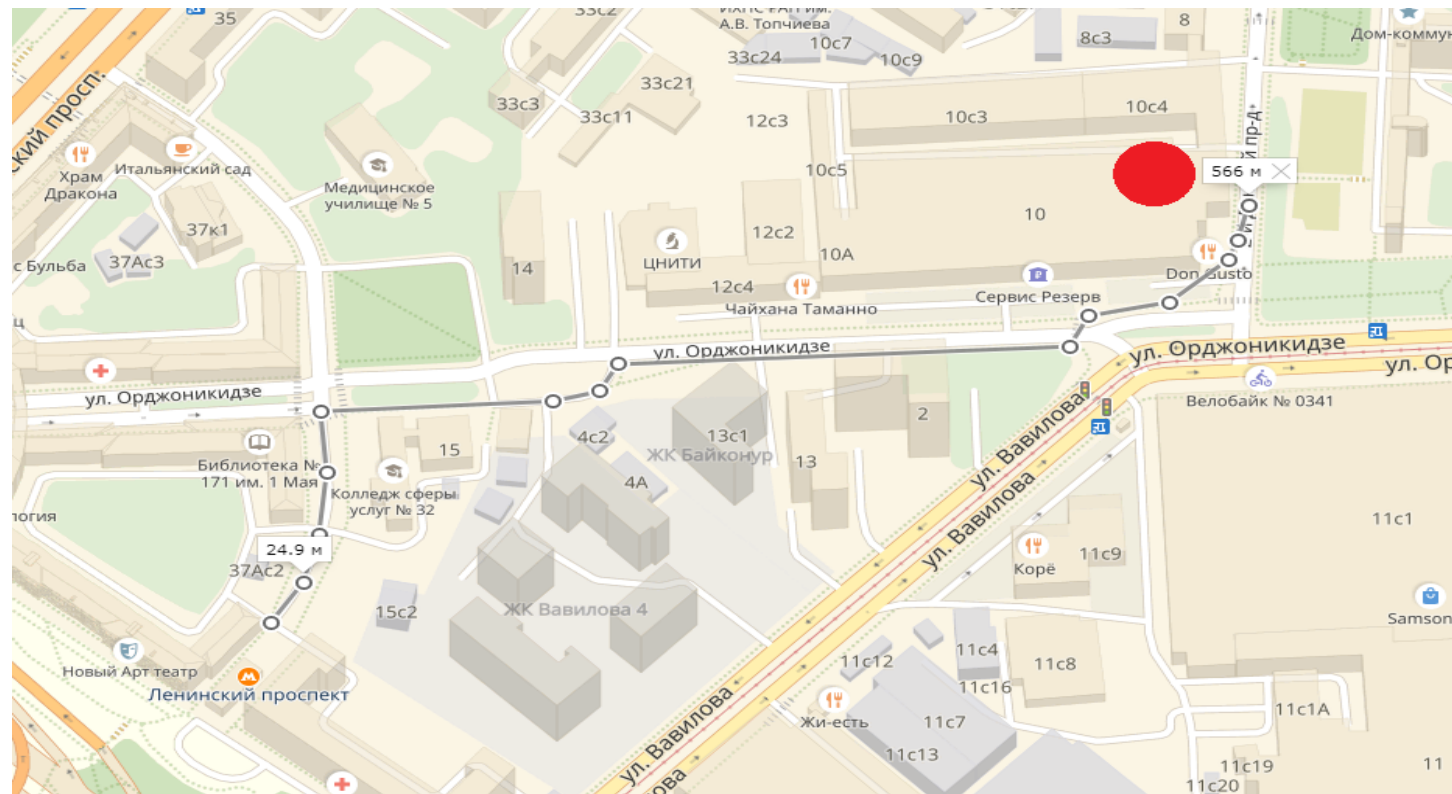 35
33с2
ИХПС РАН им.
А.В. Топчиева
10с7
33с24
10с9
8
8с3
Дом-коммун
ский просп.
33с21
33с3
33с11
12с3
10с3
10с4
Храм
Дракона
Итальянский сад
Медицинское
училище № 5
10с5
566 м
пр-д
10
37к1
12с2
37Ас3
с Бульба
ЦНИТИ
10А
14
12с4
Don Gusto
Сервис Резерв
Чайхана Таманно
ц
ул. Орджоникидзе
ул. Орджоникидзе
ул. Ор
ул. Орджоникидзе
Велобайк № 0341
2
4с2
13с1
ЖК Байконур
15
13
Библиотека №
171 им. 1 Мая
Колледж сферы
услуг № 32
4А
ул. Вавилова
ул. Вавилова
логия
11с1
24.9 м
37Ас2
Корё
11с9
15с2
ЖК Вавилова 4
Samson
Новый Арт театр
Ленинский проспект
11с12
11с4
11с8
11с16
11с1А
Жи-есть
11с7
11с13
ул. Вавилова
лова
11с19
11
11с20